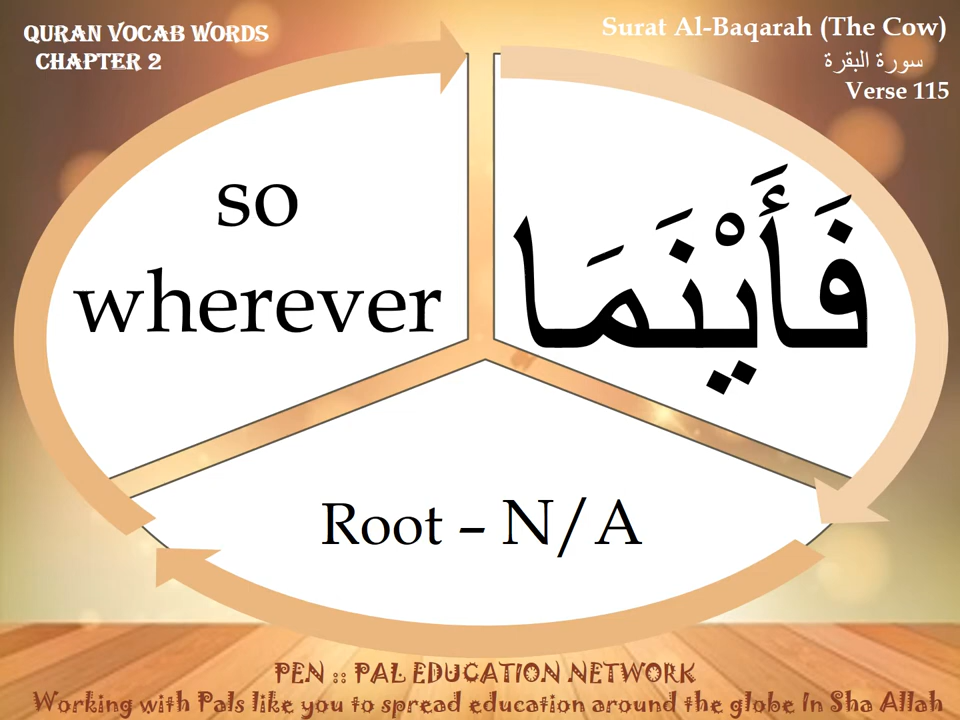 QURAN VOCAB WORDS
CHAPTER 2
Surat Al-Baqarah (The Cow)
سورة البقرة
Verse 115
so
wherever
فَأَيْنَمَا
Root – N/A
PEN :: PAL EDUCATION NETWORK
Working with Pals like you to spread education around the globe In Sha Allah